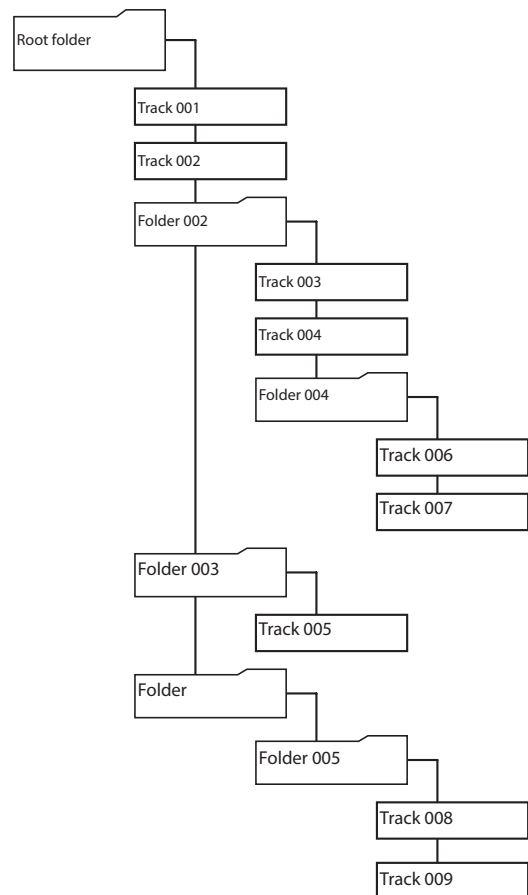 Root folder
Track 001
Track 002
Folder 002
Track 003
Track 004
Folder 004
Track 006
Track 007
Folder 003
Track 005
Folder
Folder 005
Track 008
Track 009